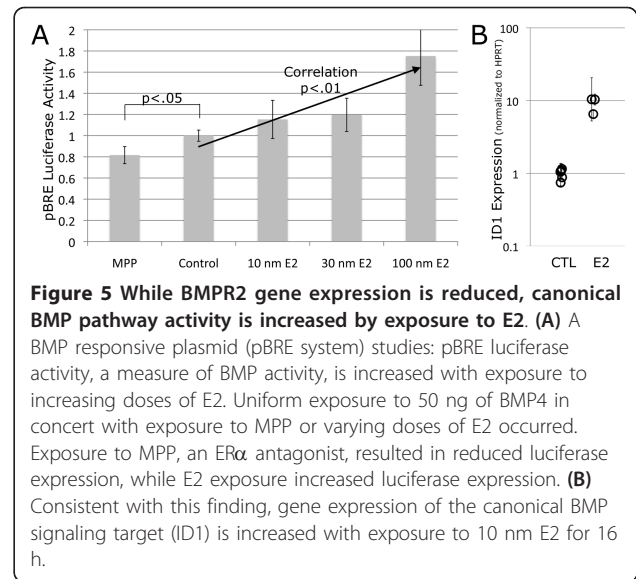 A
B
2
1.8
1.6
1.4
1.2
1
0.8
0.6
0.4
0.2
0
pBRE Luciferase Activity
p<.05
Correlation
p<.01
MPP
Control
10 nm E2
30 nm E2
100 nm E2
ID1 Expression (normalized to HPRT)
100
10
1
0.1
CTL
E2
Figure 5 While BMPR2 gene expression is reduced, canonical
BMP pathway activity is increased by exposure to E2. (A) A
BMP responsive plasmid (pBRE system) studies: pBRE luciferase
activity, a measure of BMP activity, is increased with exposure to
increasing doses of E2. Uniform exposure to 50 ng of BMP4 in
concert with exposure to MPP or varying doses of E2 occurred.
Exposure to MPP, an ERα antagonist, resulted in reduced luciferase
expression, while E2 exposure increased luciferase expression. (B)
Consistent with this finding, gene expression of the canonical BMP
signaling target (ID1) is increased with exposure to 10 nm E2 for 16
h.